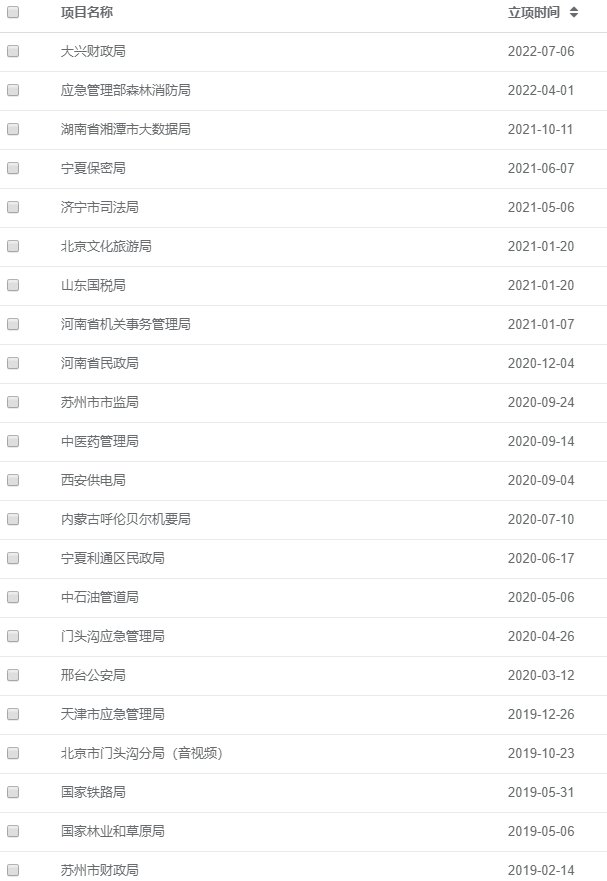 项目名称 立项时间
大兴财政局 2022-07-06
应急管理部森林消防局 2022-04-01
湖南省湘潭市大数据局 2021-10-11
宁夏保密局 2021-06-07
济宁市司法局 2021-05-06
北京文化旅游局 2021-01-20
山东国税局 2021-01-20
河南省机关事务管理局 2021-01-07
河南省民政局 2020-12-04
苏州市市监局 2020-09-24
中医药管理局 2020-09-14
西安供电局 2020-09-04
内蒙古呼伦贝尔机要局 2020-07-10
宁夏利通区民政局 2020-06-17
中石油管道局 2020-05-06
门头沟应急管理局 2020-04-26
邢台公安局 2020-03-12
天津市应急管理局 2019-12-26
北京市门头沟分局（音视频） 2019-10-23
国家铁路局 2019-05-31
国家林业和草原局 2019-05-06
苏州市财政局 2019-02-14